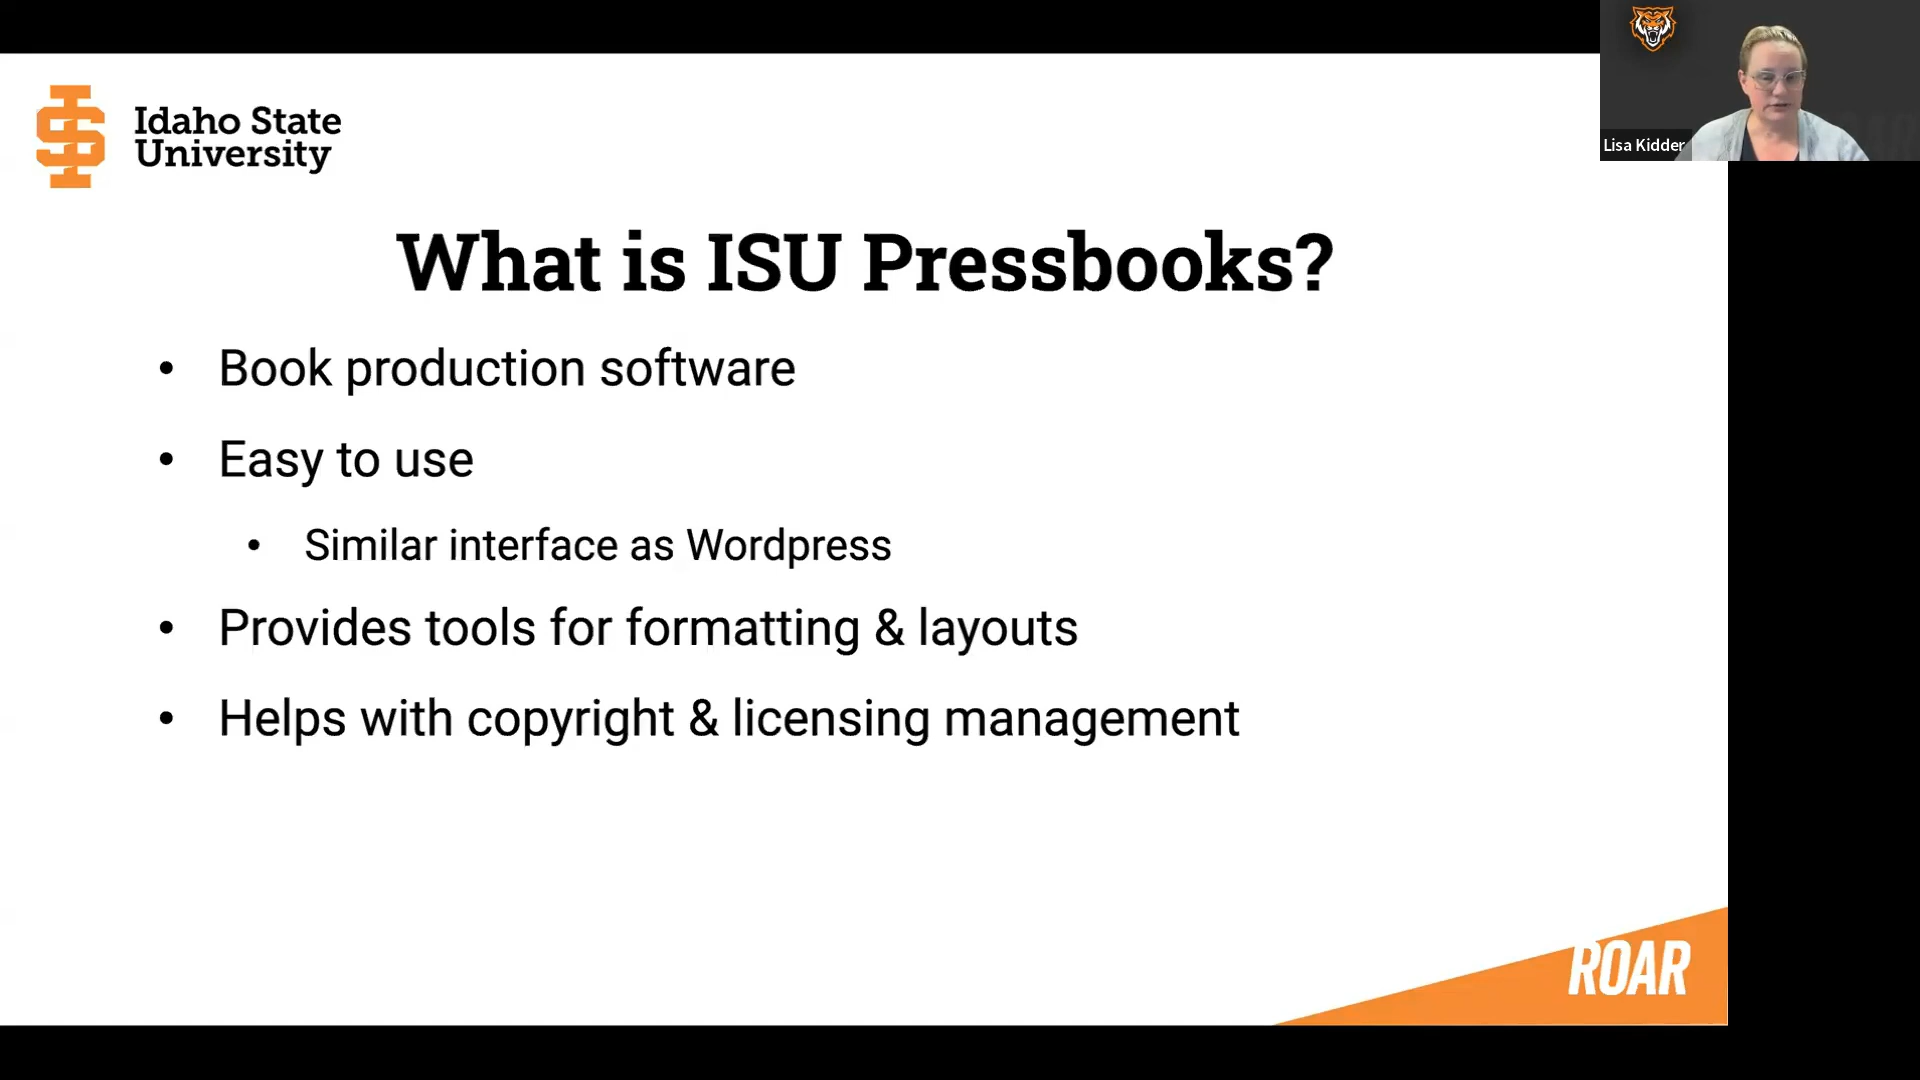 Idaho State
University
Lisa Kidder
What is ISU Pressbooks?
• Book production software
• Easy to use
• Similar interface as Wordpress
• Provides tools for formatting & layouts
• Helps with copyright & licensing management
ROAR